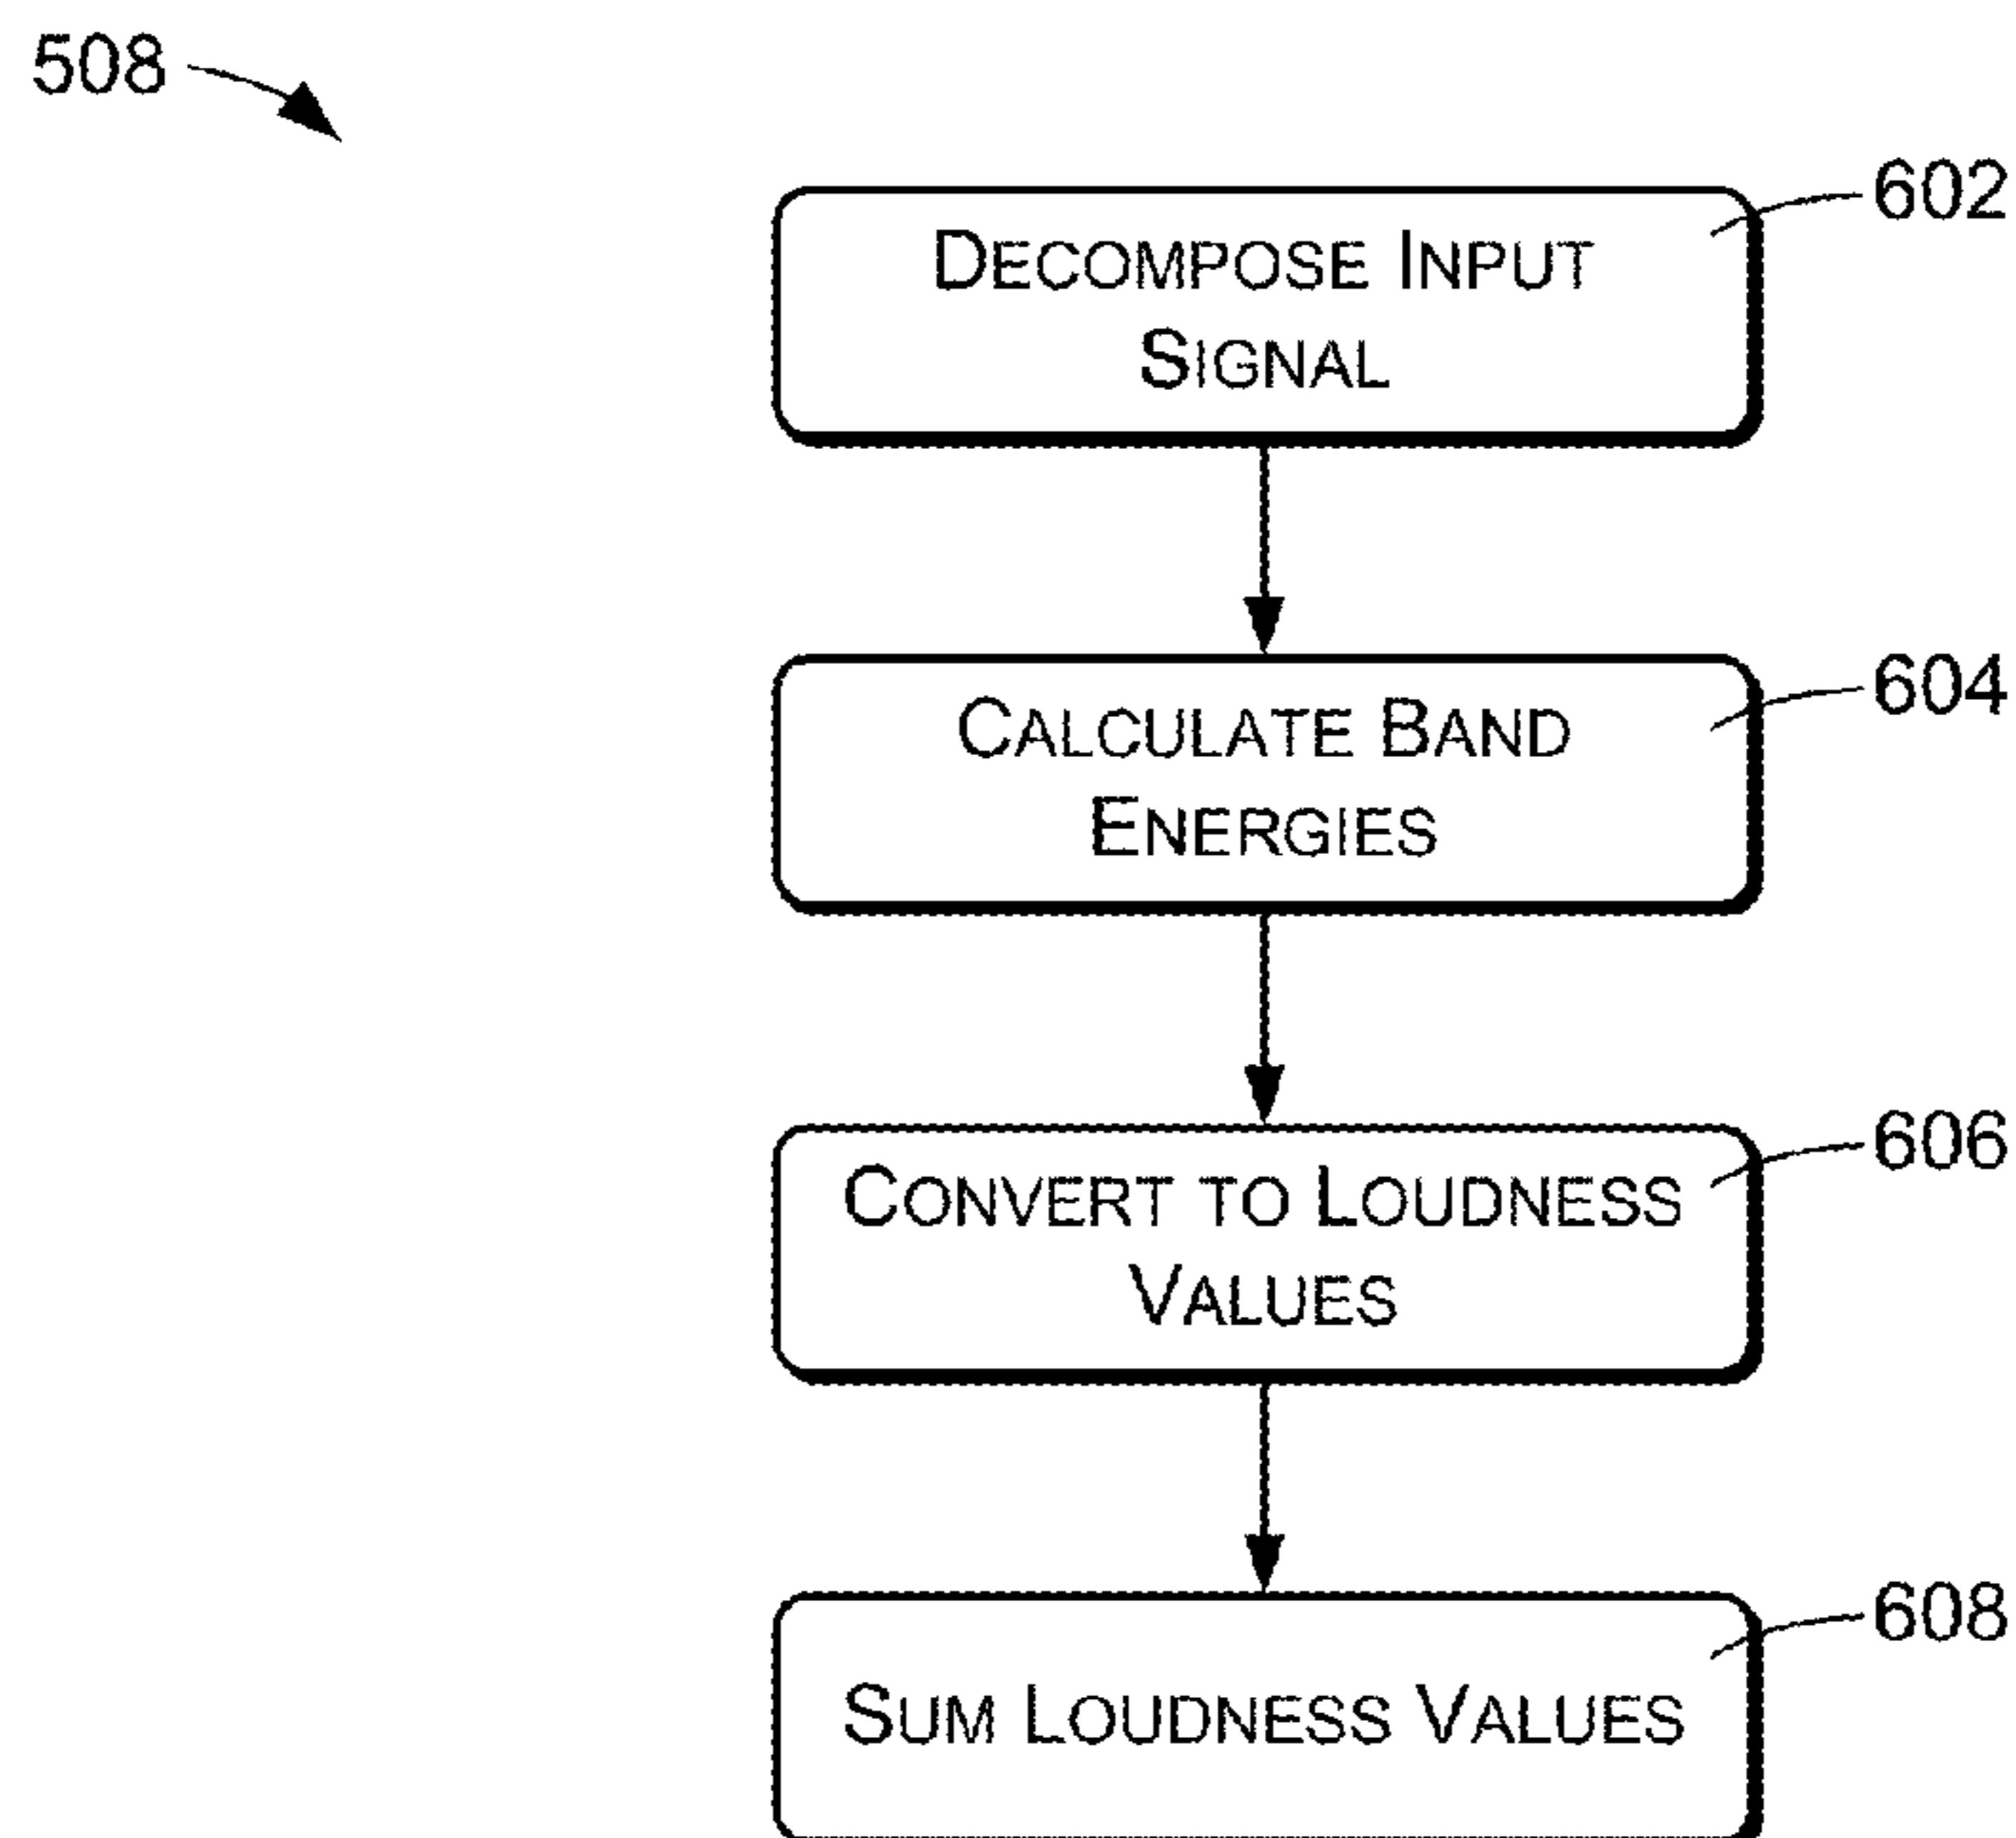 508
602
DECOMPOSE INPUT
SIGNAL
604
CALCULATE BAND
ENERGIES
606
CONVERT TO LOUDNESS
VALUES
608
SUM LOUDNESS VALUES